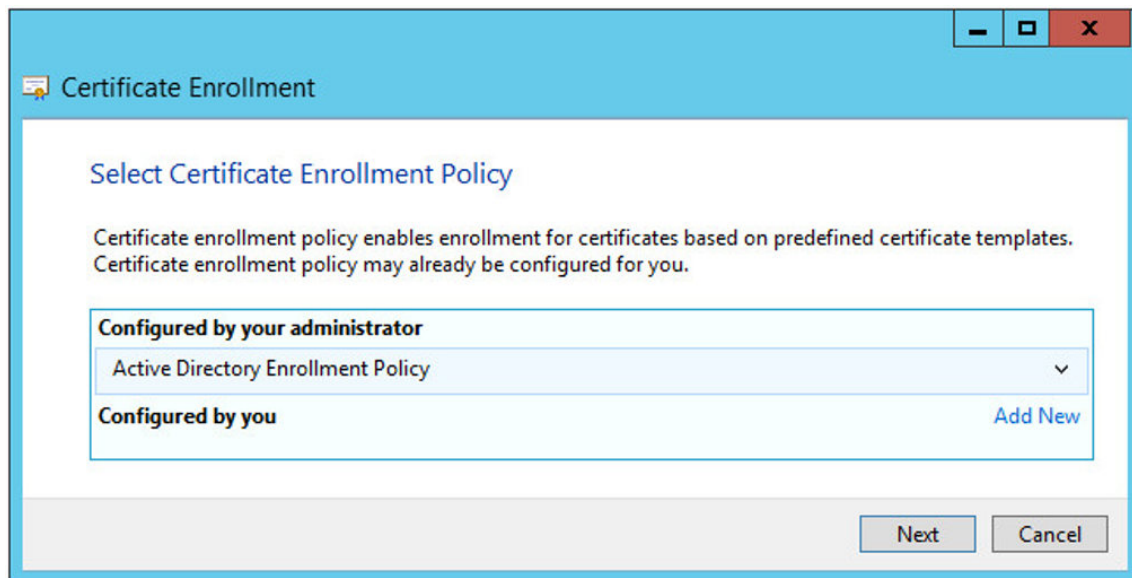 Certificate Enrollment
Select Certificate Enrollment Policy
Certificate enrollment policy enables enrollment for certificates based on predefined certificate templates.
Certificate enrollment policy may already be configured for you.
Configured by your administrator
Active Directory Enrollment Policy
Configured by you Add New
Next Cancel